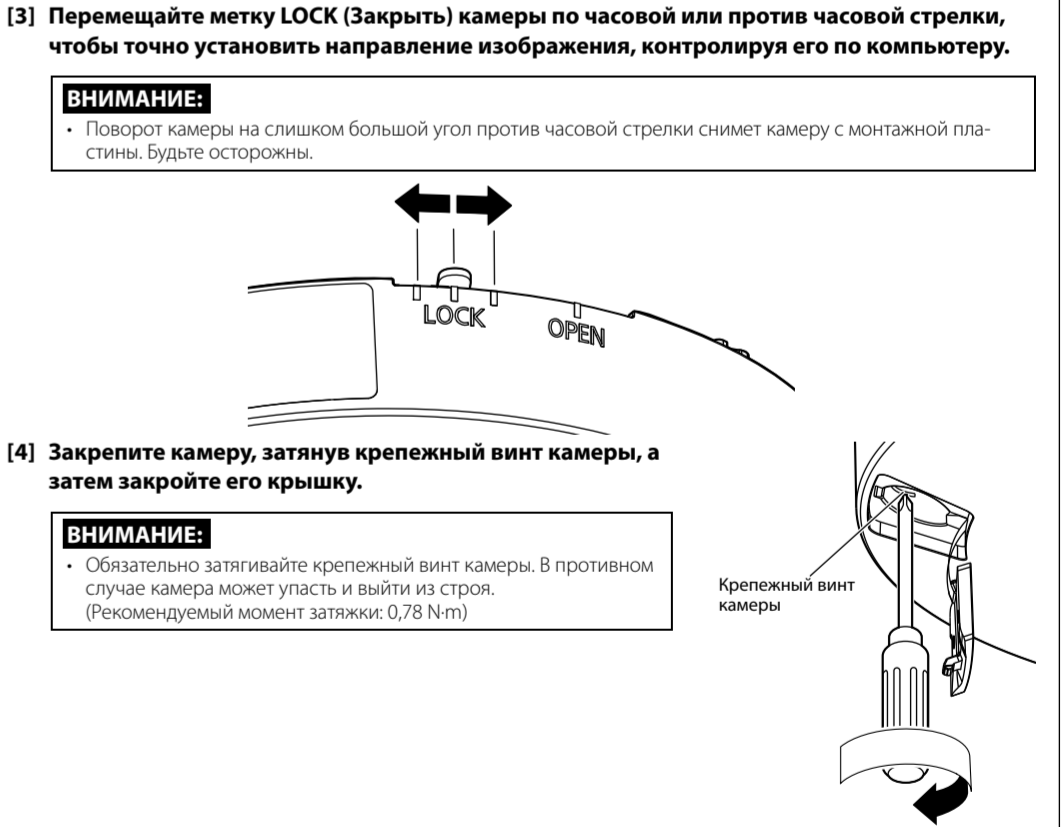 [3] Перемещайте метку LOCK (Закрыть) камеры по часовой или против часовой стрелки,
чтобы точно установить направление изображения, контролируя его по компьютеру.
ВНИМАНИЕ:
• Поворот камеры на слишком большой угол против часовой стрелки снимет камеру с монтажной пла-
стины. Будьте осторожны.
LOCK
OPEN
[4] Закрепите камеру, затянув крепежный винт камеры, а
затем закройте его крышку.
ВНИМАНИЕ:
• Обязательно затягивайте крепежный винт камеры. В противном
случае камера может упасть и выйти из строя.
(Рекомендуемый момент затяжки: 0,78 N·m)
Крепежный винт
камеры